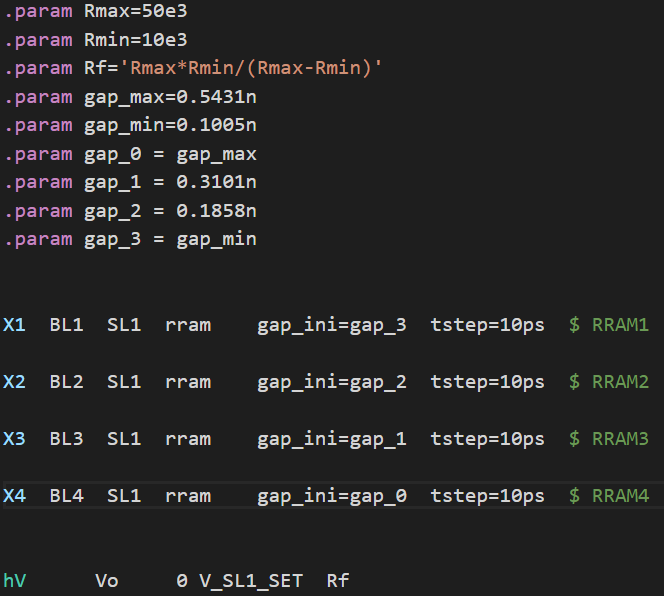 .param Rmax=50e3
.param Rmin=10e3
.param Rf='Rmax*Rmin/(Rmax-Rmin)'
.param gap_max=0.5431n
.param gap_min=0.1005n
.param gap_0 = gap_max
.param gap_1 = 0.3101n
.param gap_2 = 0.1858n
.param gap_3 = gap_min
X1  BL1  SL1  rram    gap_ini=gap_3  tstep=10ps  $ RRAM1
X2  BL2  SL1  rram    gap_ini=gap_2  tstep=10ps  $ RRAM2
X3  BL3  SL1  rram    gap_ini=gap_1  tstep=10ps  $ RRAM3
X4  BL4  SL1  rram    gap_ini=gap_0  tstep=10ps  $ RRAM4
hV      Vo     0 V_SL1_SET  Rf